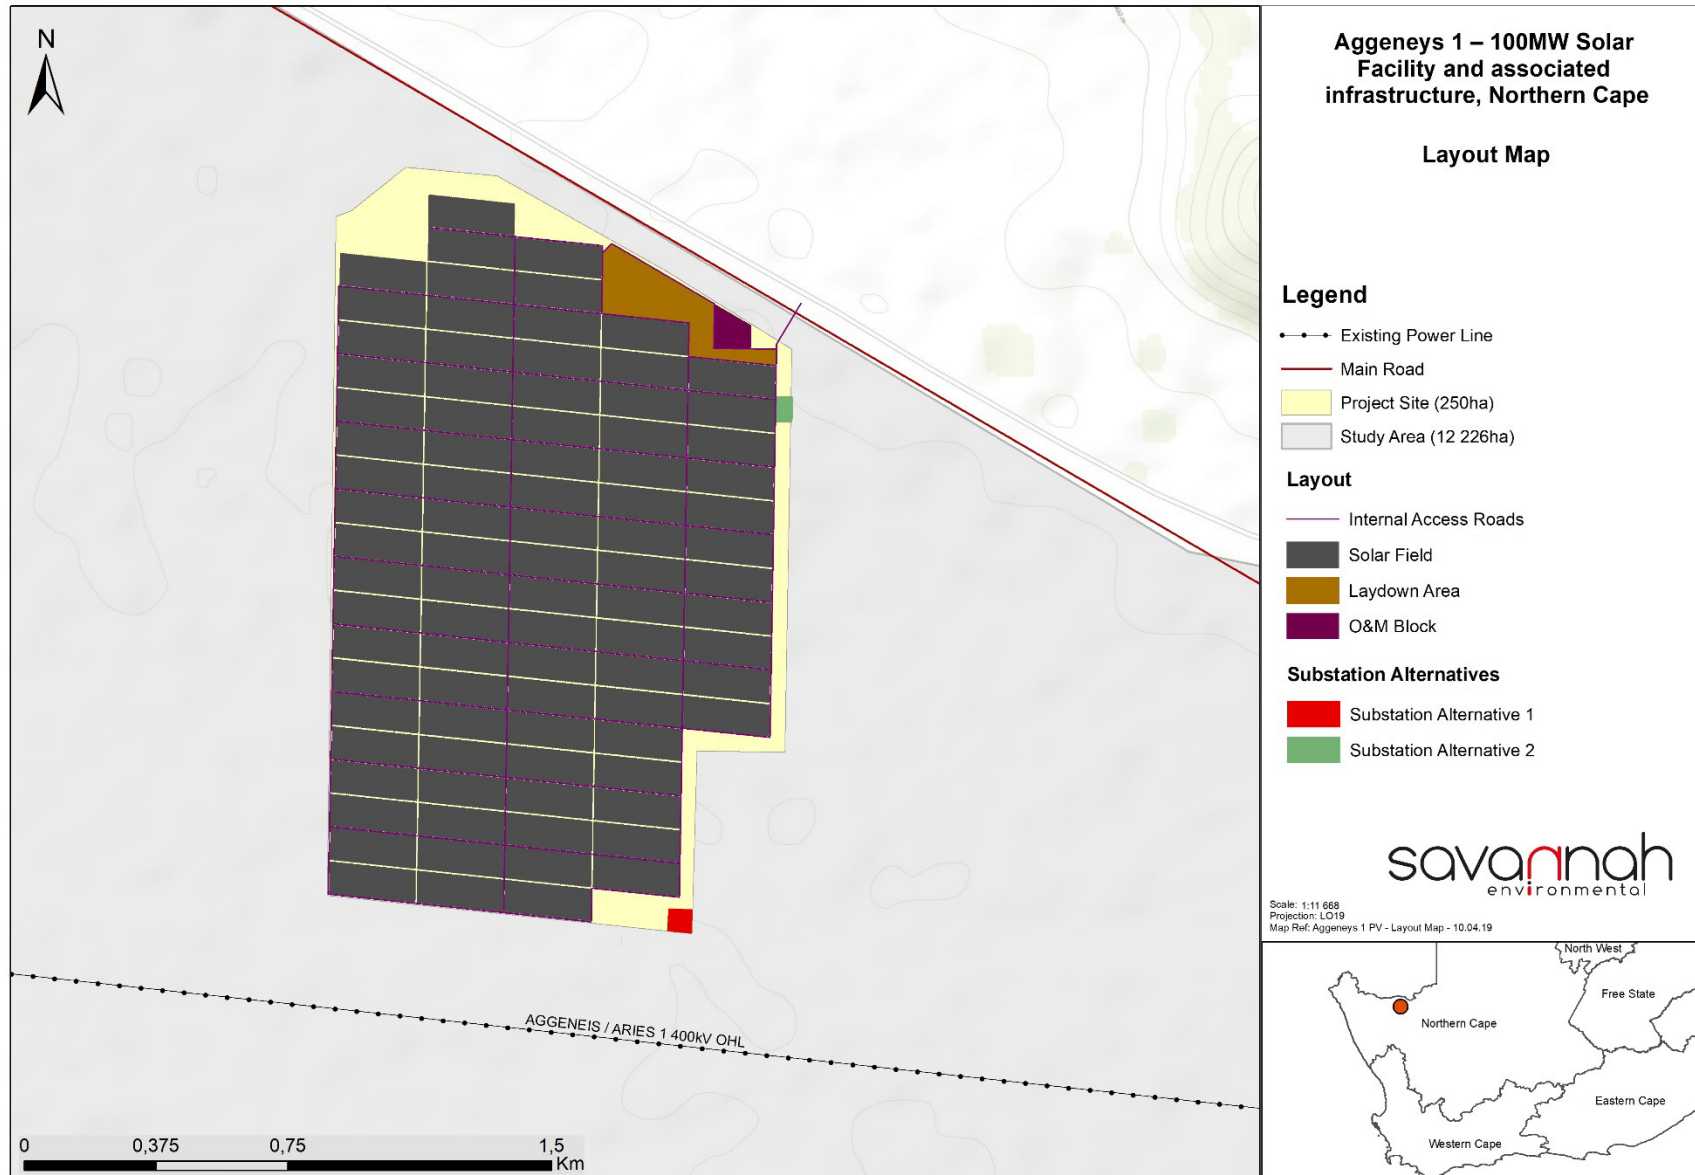 N
AGGENEIS / ARIES 1 400kV OHL
0 0,375 0,75 1,5
Km
Aggeneys 1 – 100MW Solar
Facility and associated
infrastructure, Northern Cape
Layout Map
Legend
Existing Power Line
Main Road
Project Site (250ha)
Study Area (12 226ha)
Layout
Internal Access Roads
Solar Field
Laydown Area
O&M Block
Substation Alternatives
Substation Alternative 1
Substation Alternative 2
savannah
environmental
Scale: 1:11 668
Projection: LO19
Map Ref: Aggeneys 1 PV - Layout Map - 10.04.19
North West
Free State
Northern Cape
Eastern Cape
Western Cape